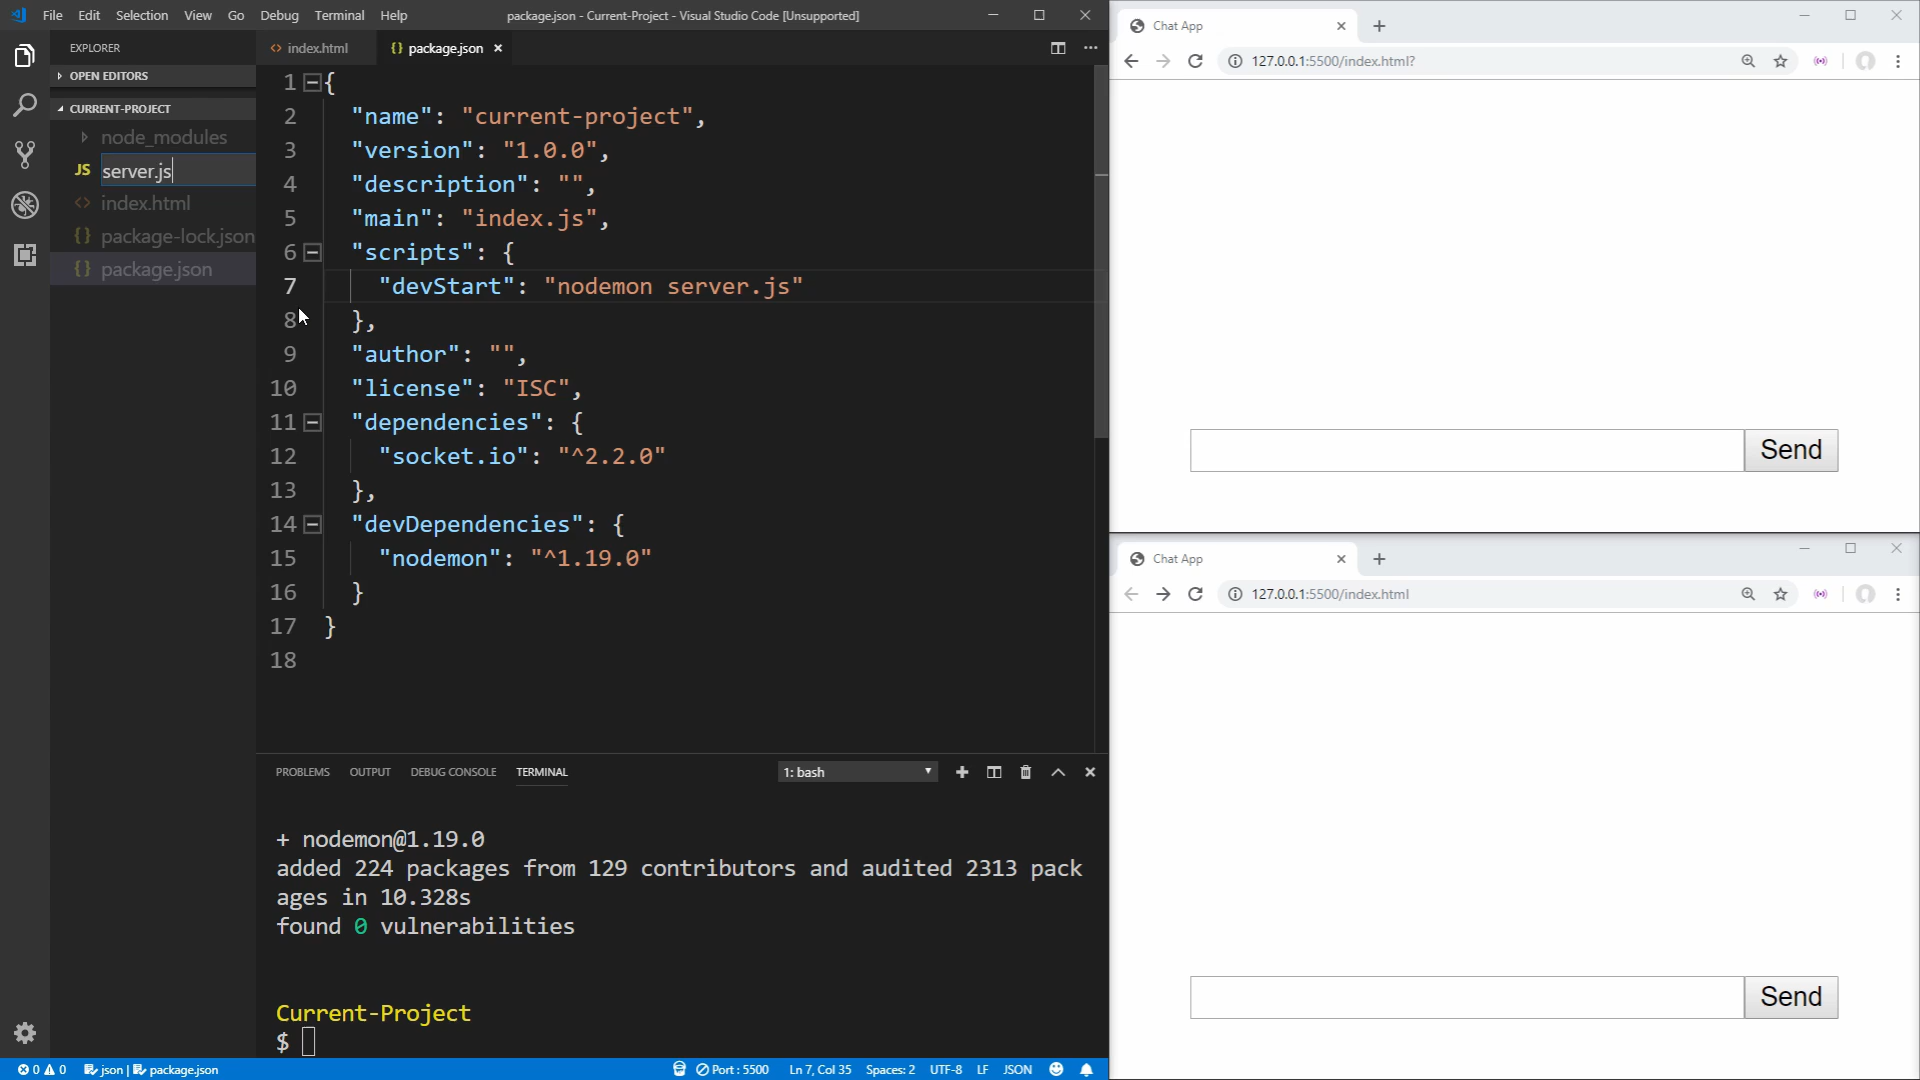 File Edit Selection View Go Debug Terminal Help
package.json - Current-Project - Visual Studio Code [Unsupported]
EXPLORER
OPEN EDITORS
CURRENT-PROJECT
node_modules
JS server.js
<> index.html
{} package-lock.json
{} package.json
<> index.html
{} package.json ×
1 {
2 "name": "current-project",
3 "version": "1.0.0",
4 "description": "",
5 "main": "index.js",
6 "scripts": {
7 "devStart": "nodemon server.js"
8 },
9 "author": "",
10 "license": "ISC",
11 "dependencies": {
12 "socket.io": "^2.2.0"
13 },
14 "devDependencies": {
15 "nodemon": "^1.19.0"
16 }
17 }
18
PROBLEMS OUTPUT DEBUG CONSOLE TERMINAL
1: bash
+ nodemon@1.19.0
added 224 packages from 129 contributors and audited 2313 pack
ages in 10.328s
found 0 vulnerabilities
Current-Project
$
0 0 json | package.json
Port : 5500 Ln 7, Col 35 Spaces: 2 UTF-8 LF JSON
Chat App
127.0.0.1:5500/index.html?
Send
Chat App
127.0.0.1:5500/index.html
Send